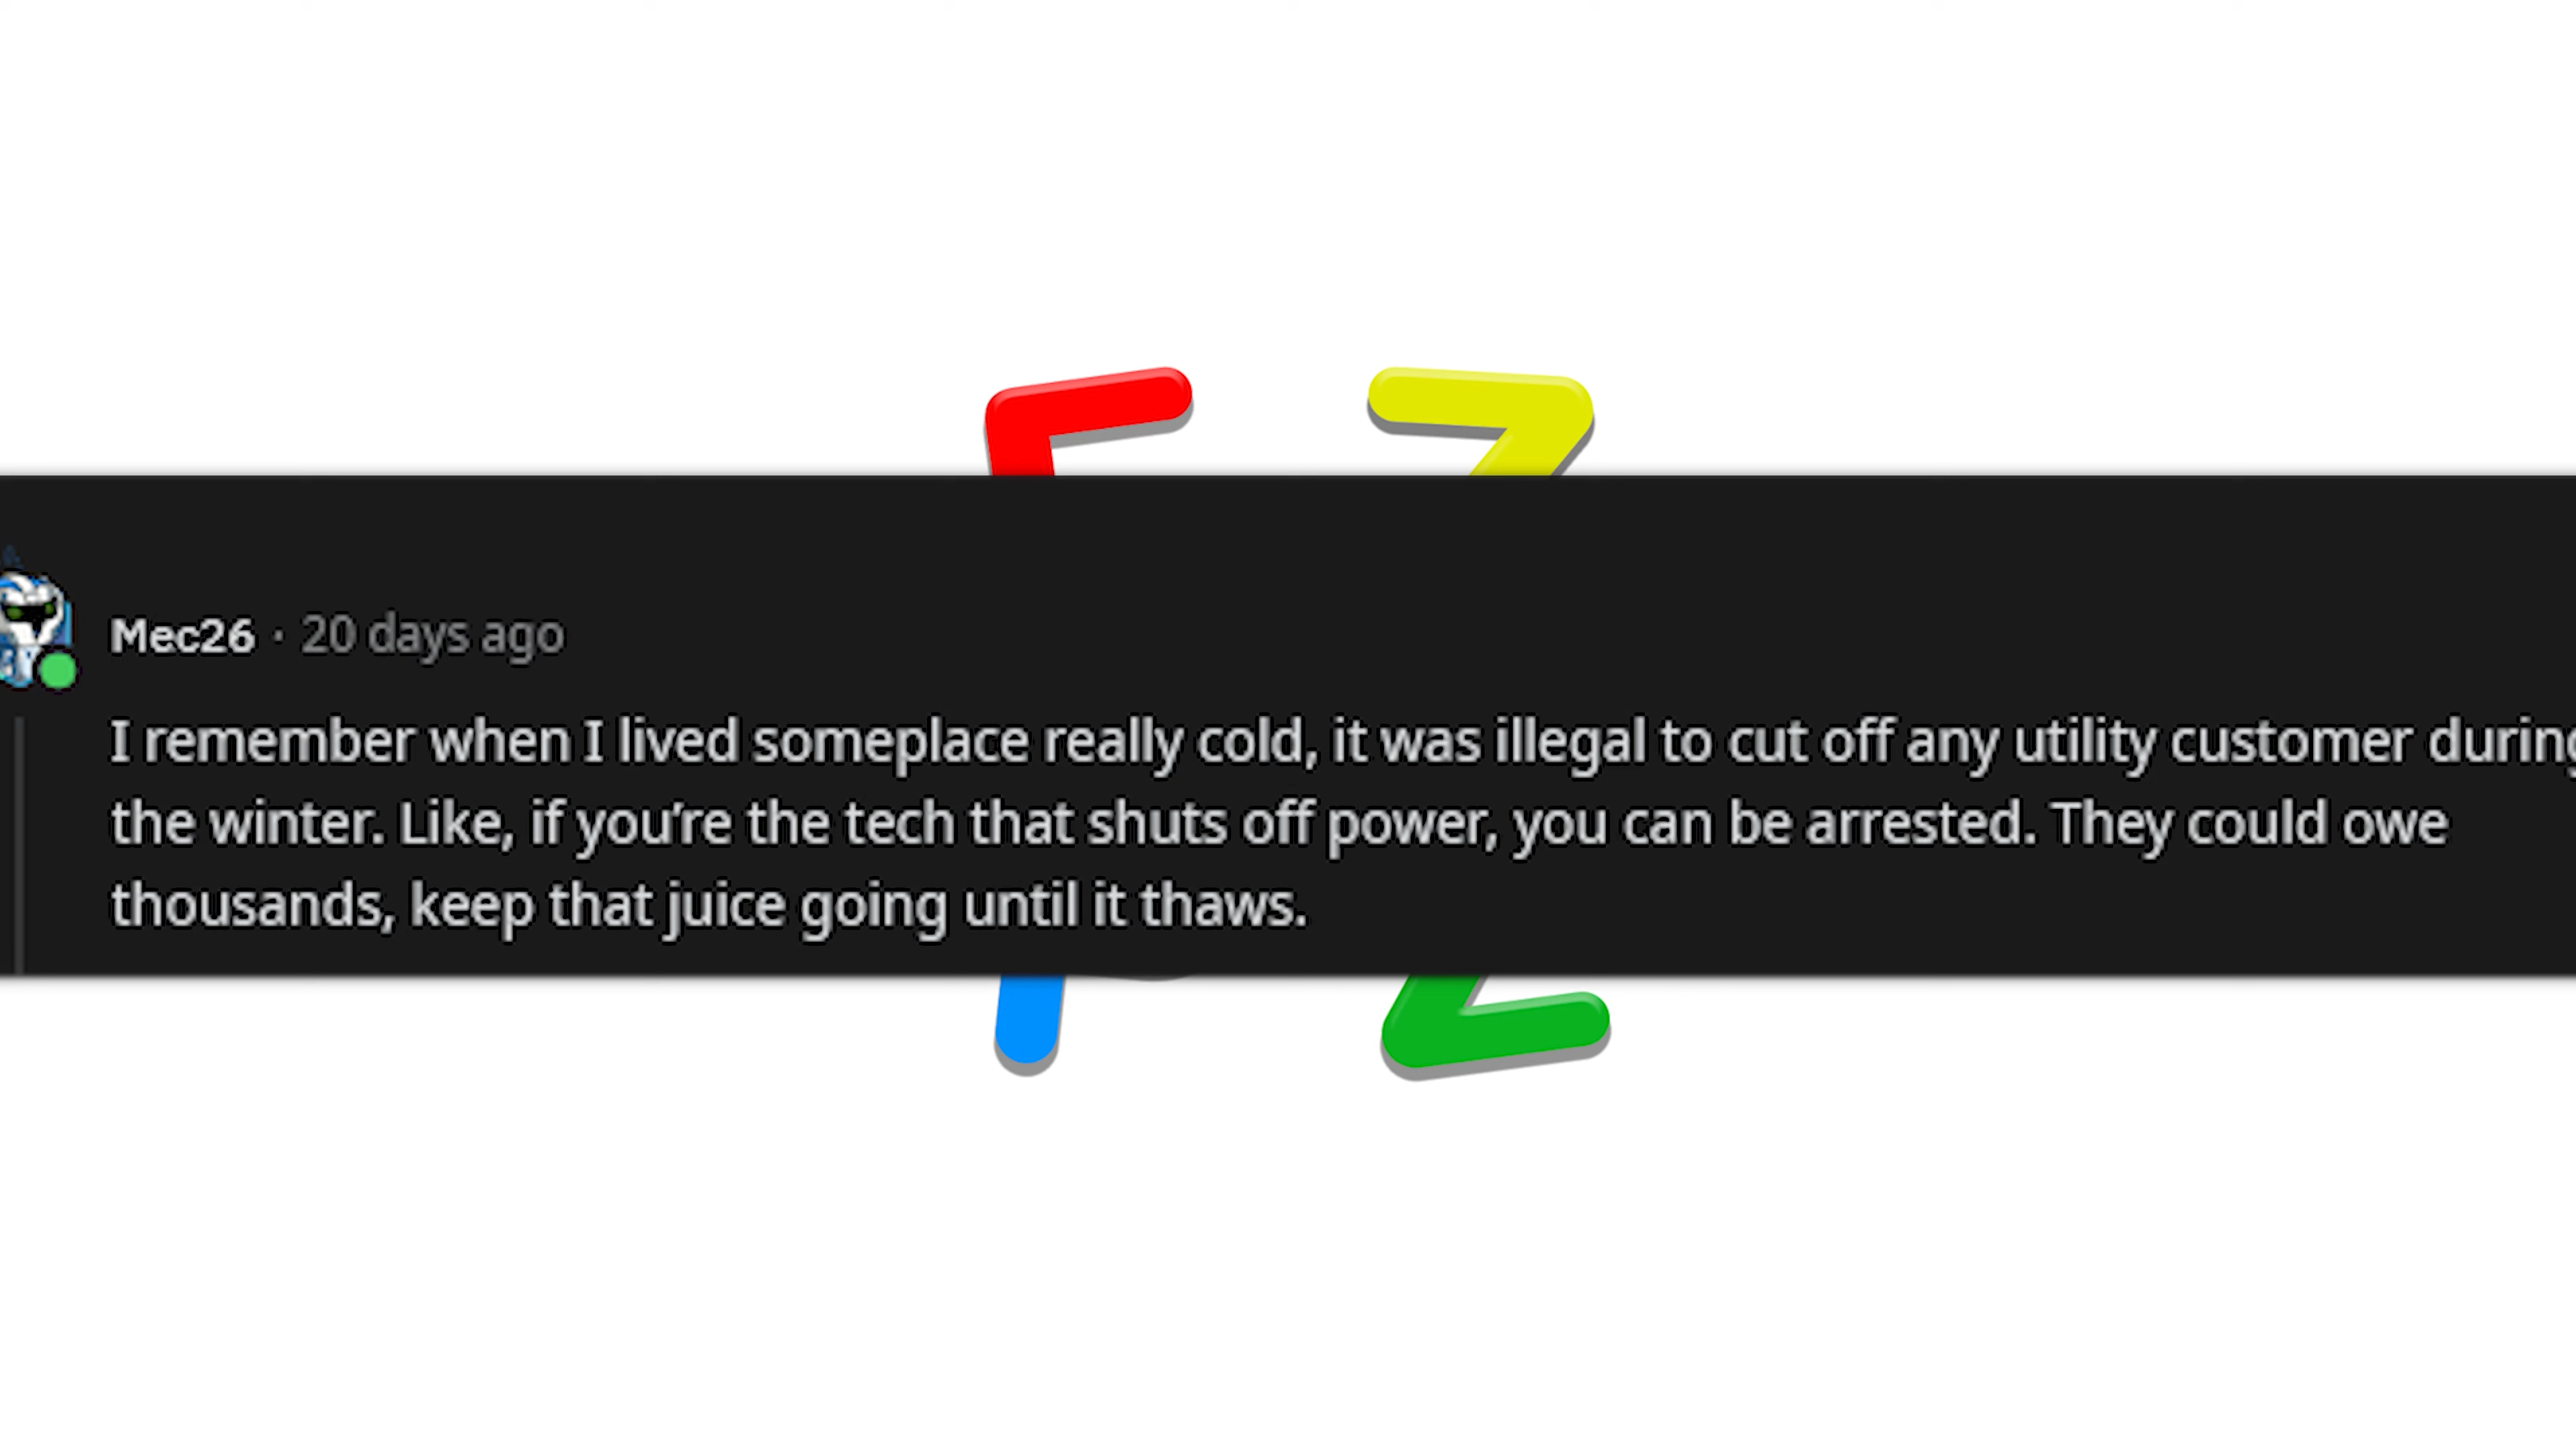 Mec26 · 20 days ago
I remember when I lived someplace really cold, it was illegal to cut off any utility customer during
the winter. Like, if you're the tech that shuts off power, you can be arrested. They could owe
thousands, keep that juice going until it thaws.